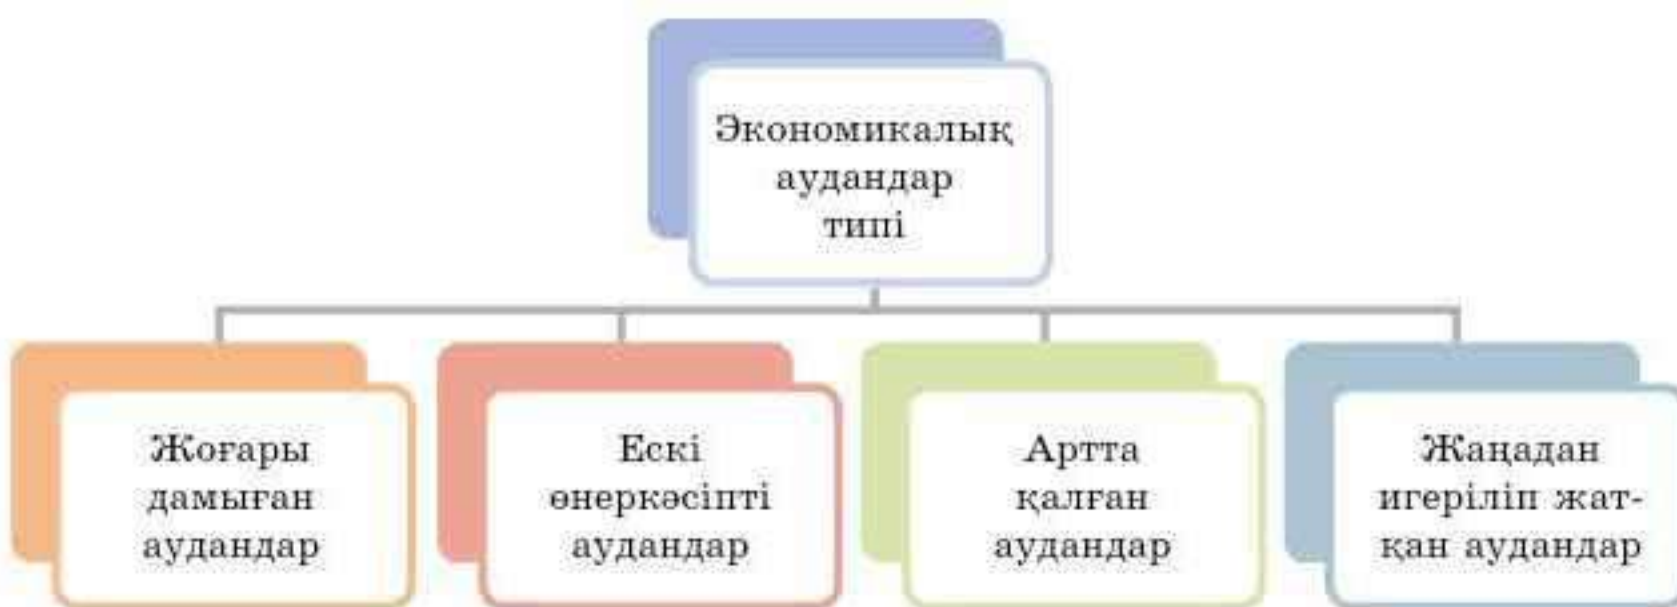 Экономикалық
аудандар
типі
Жоғары
дамыған
аудандар
Ескі
өнеркәсіпті
аудандар
Артта
қалған
аудандар
Жаңадан
игеріліп жат-
қан аудандар